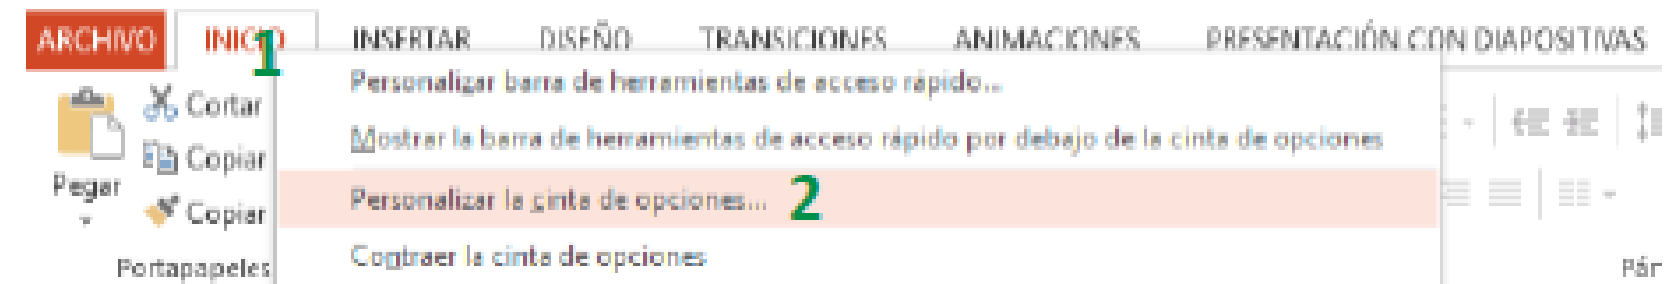 ARCHIVO INICIO INSERTAR DISEÑO TRANSICIONES ANIMACIONES PRESENTACIÓN CON DIAPOSITIVAS
1
Personalizar barra de herramientas de acceso rápido...
Cortar
Mostrar la barra de herramientas de acceso rápido por debajo de la cinta de opciones
Copiar
Pegar
Personalizar la cinta de opciones... 2
Copiar
Contraer la cinta de opciones
Portapapeles Pár